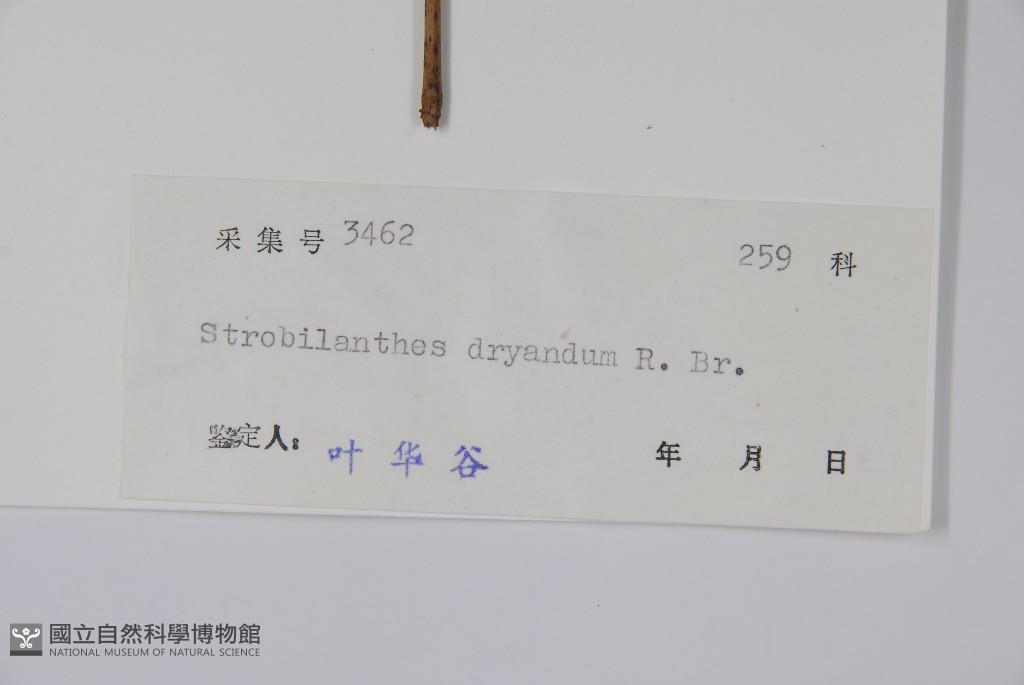 采集号 3462 259 科
Strobilanthes dryandum R. Br.
鉴定人: 叶华谷 年 月 日
國立自然科學博物館
NATIONAL MUSEUM OF NATURAL SCIENCE